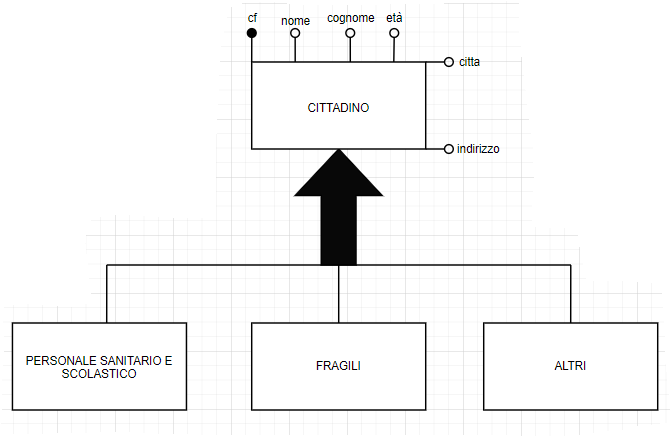 cf
nome
cognome
età
citta
CITTADINO
indirizzo
PERSONALE SANITARIO E
SCOLASTICO
FRAGILI
ALTRI